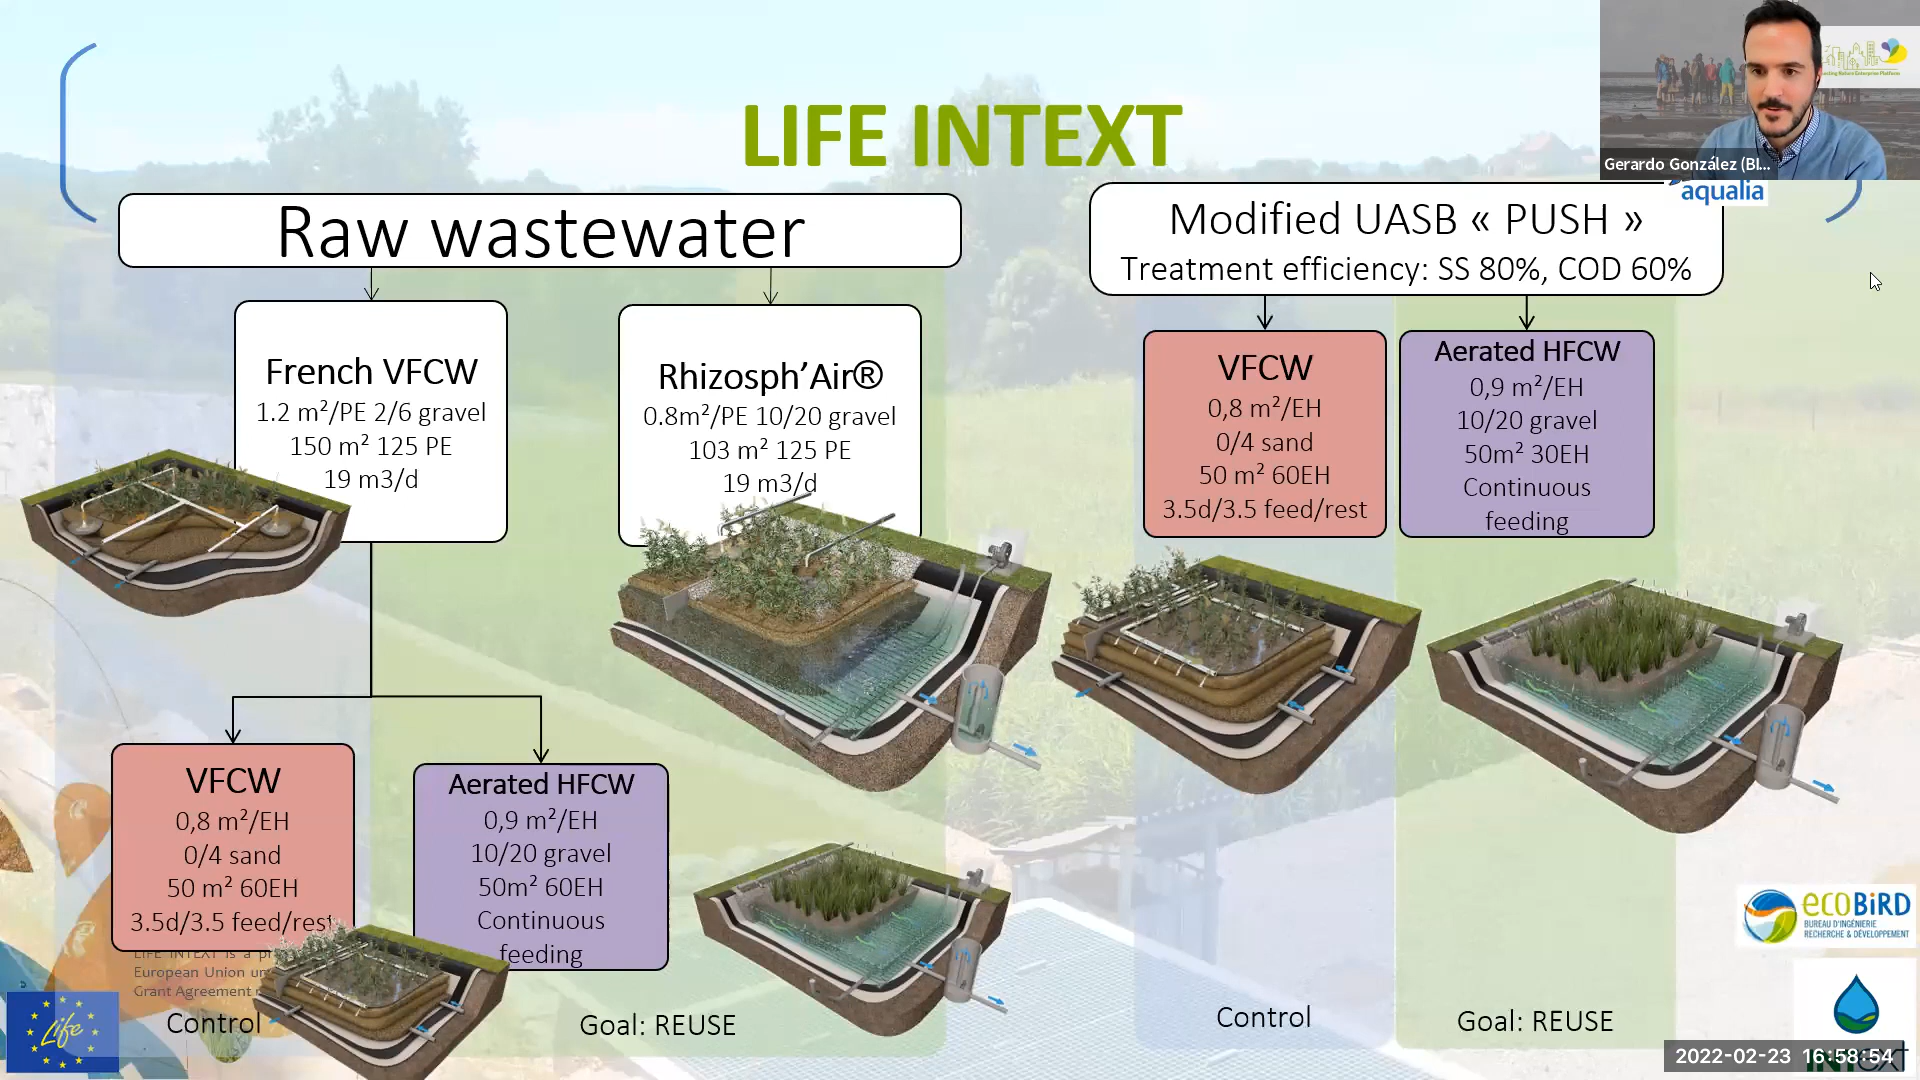 LIFE INTEXT
Gerardo González (BI...
aqualia
Raw wastewater
Modified UASB « PUSH »
Treatment efficiency: SS 80%, COD 60%
French VFCW
1.2 m²/PE 2/6 gravel
150 m² 125 PE
19 m3/d
Rhizosph'Air®
0.8m²/PE 10/20 gravel
103 m² 125 PE
19 m3/d
VFCW
0,8 m²/EH
0/4 sand
50 m² 60EH
3.5d/3.5 feed/rest
Aerated HFCW
0,9 m²/EH
10/20 gravel
50m² 30EH
Continuous
feeding
VFCW
0,8 m²/EH
0/4 sand
50 m² 60EH
3.5d/3.5 feed/rest
Aerated HFCW
0,9 m²/EH
10/20 gravel
50m² 60EH
Continuous
feeding
LIFE INTEXT is a
European Union
Grant Agreement
Life
Control
Goal: REUSE
Control
Goal: REUSE
ecoBiRD
BUREAU D'INGÉNIERIE
RECHERCHE & DÉVELOPPEMENT
2022-02-23 16:58:54